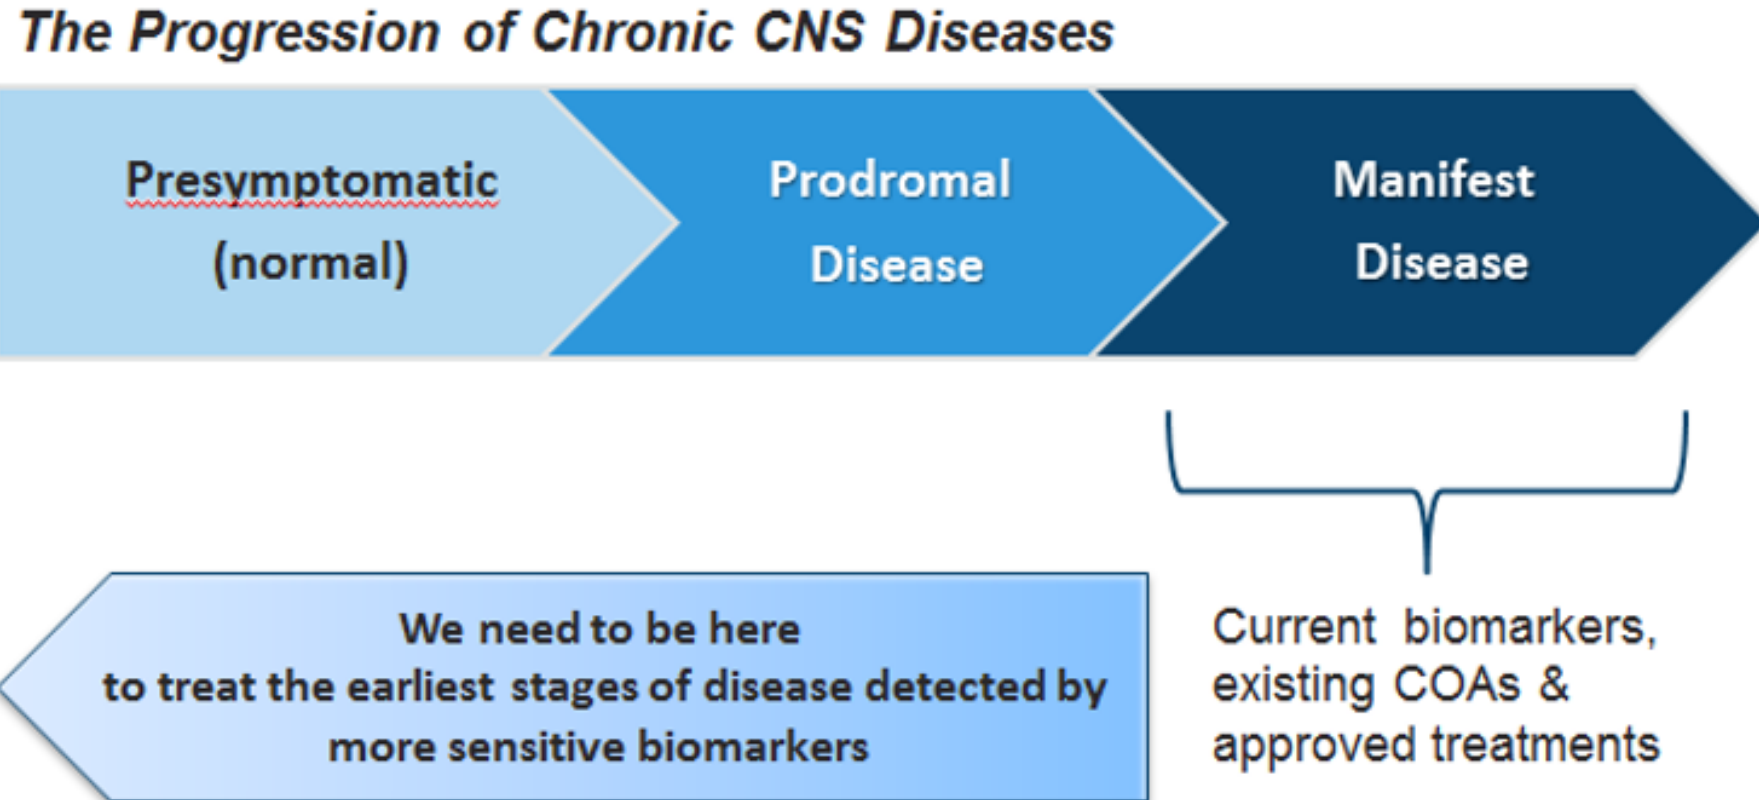 The Progression of Chronic CNS Diseases
Presymptomatic
(normal)
Prodromal
Disease
Manifest
Disease
We need to be here
to treat the earliest stages of disease detected by
more sensitive biomarkers
Current biomarkers,
existing COAs &
approved treatments